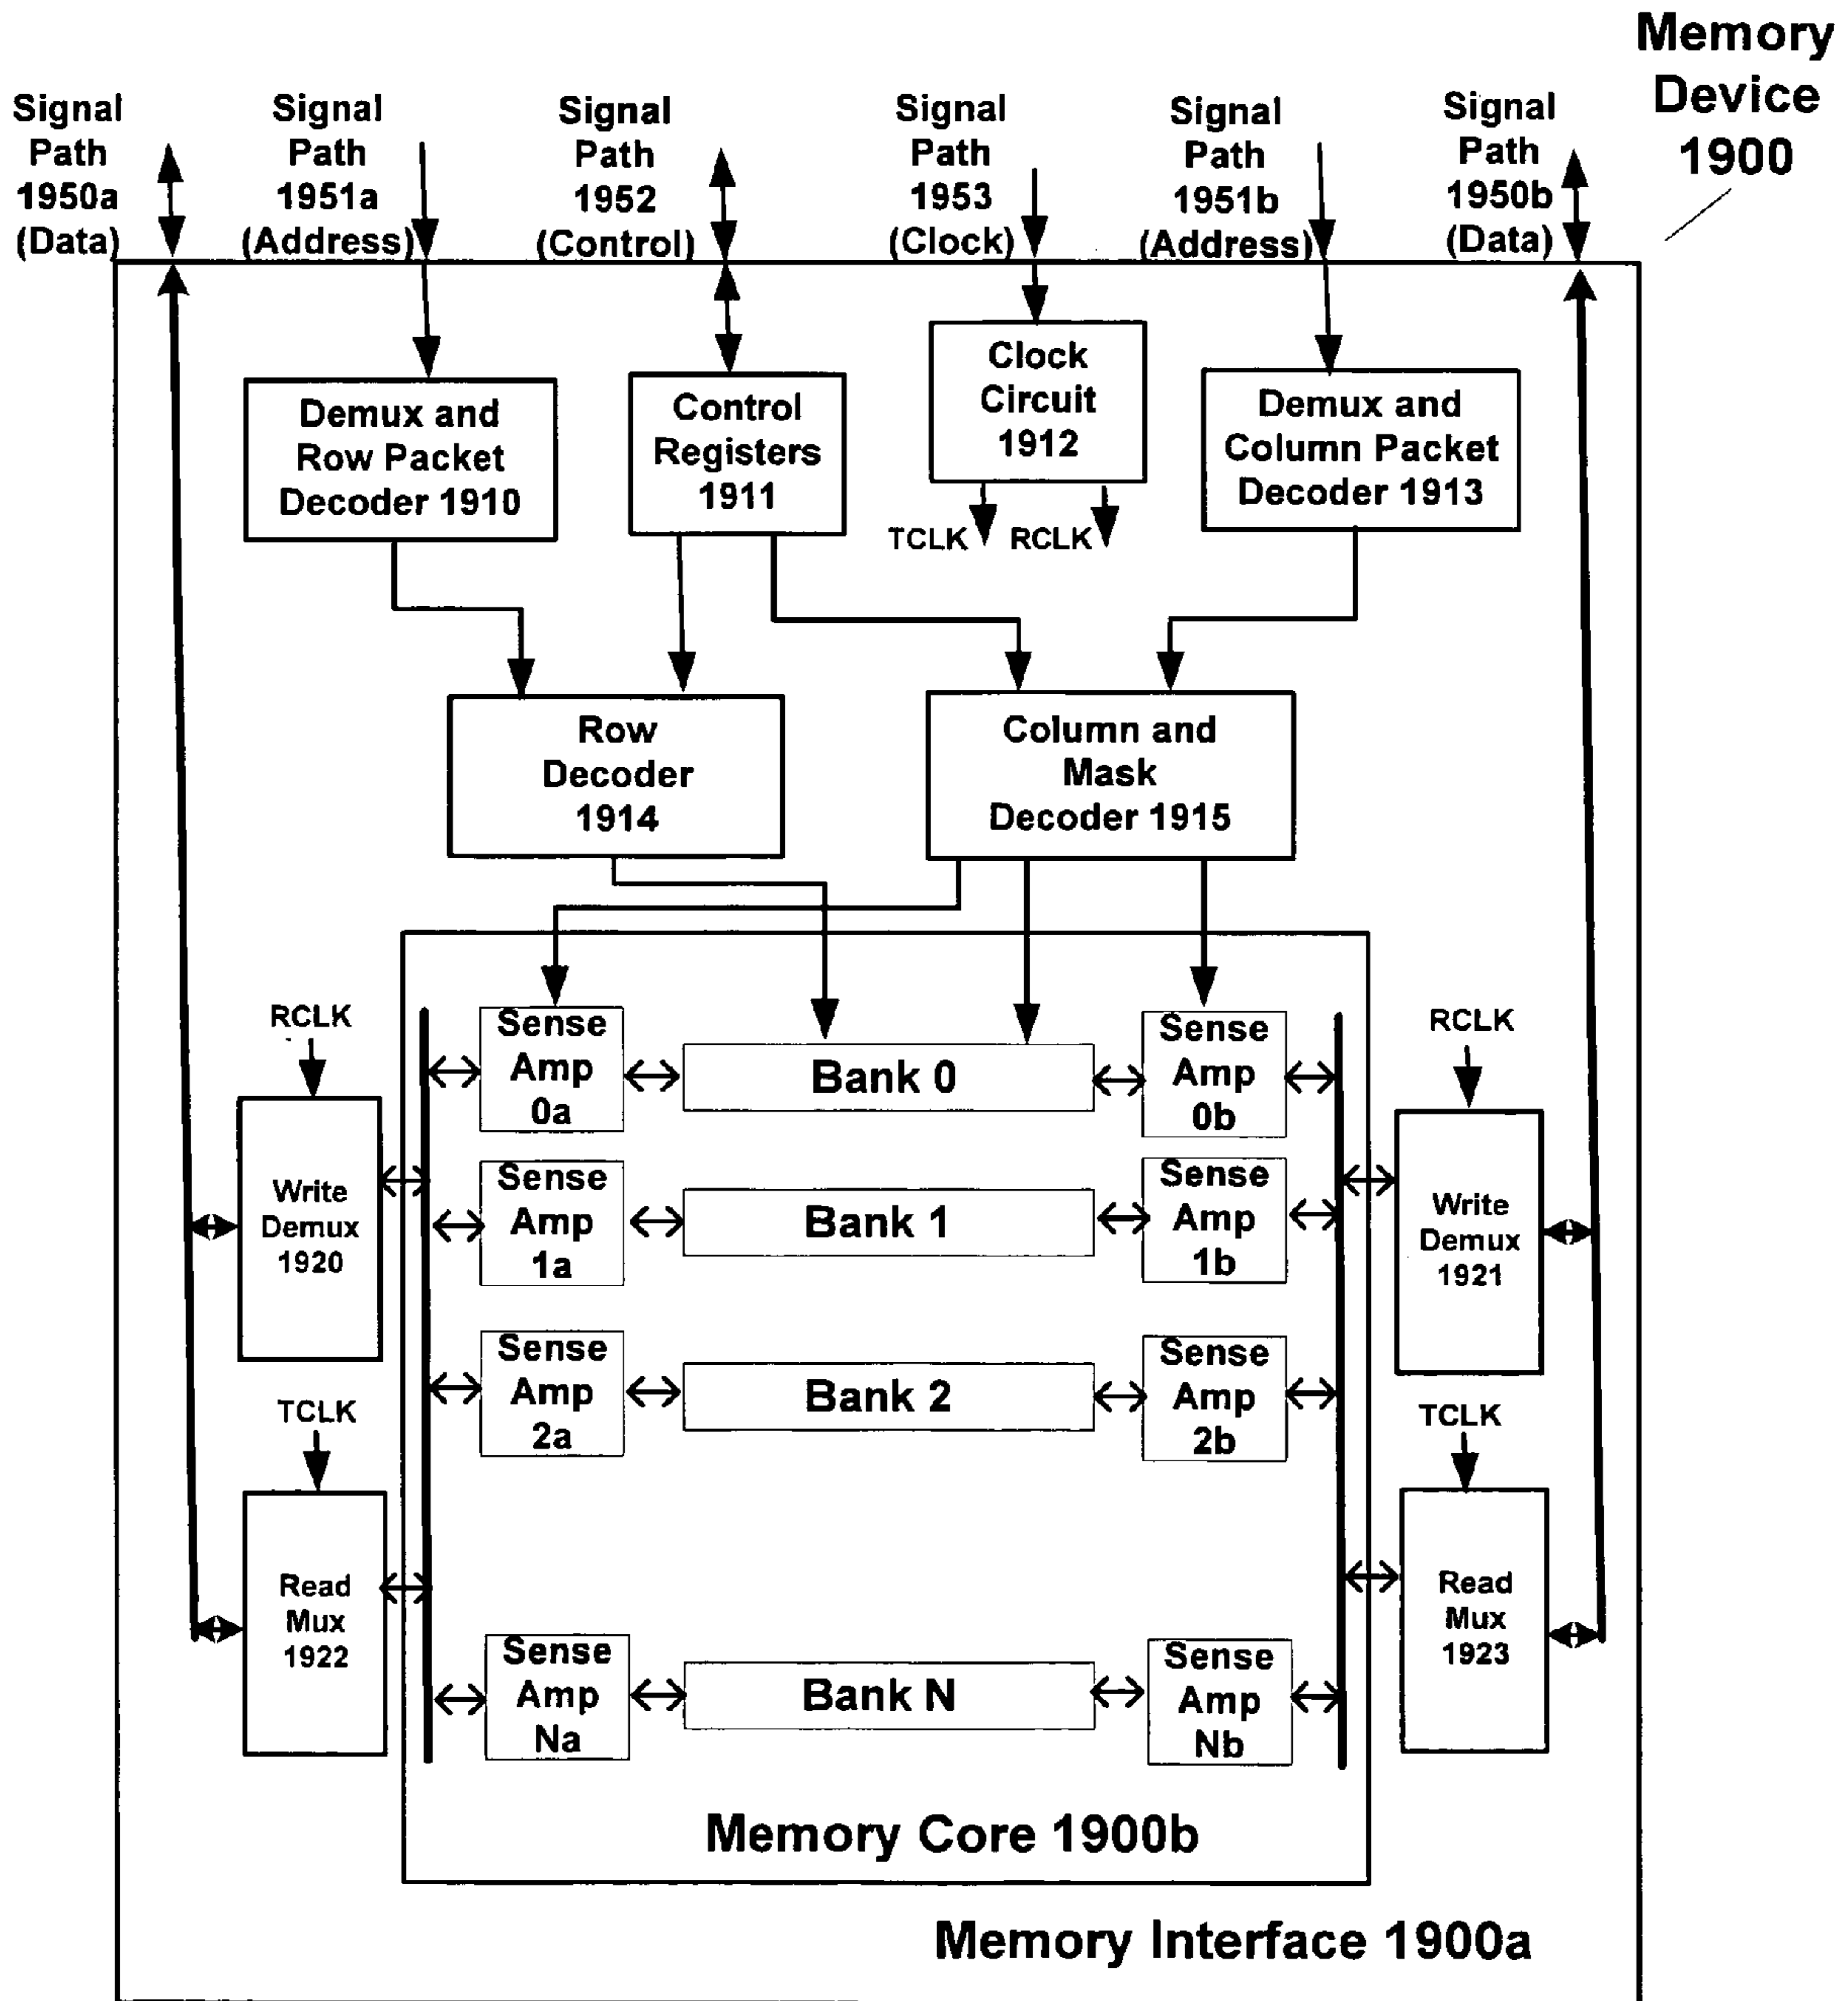 Memory
Device
1900
Signal
Path
1950a
(Data)
Signal
Path
1951a
(Address)
Signal
Path
1952
(Control)
Signal
Path
1953
(Clock)
Signal
Path
1951b
(Address)
Signal
Path
1950b
(Data)
Demux and
Row Packet
Decoder 1910
Control
Registers
1911
Clock
Circuit
1912
Demux and
Column Packet
Decoder 1913
TCLK
RCLK
Row
Decoder
1914
Column and
Mask
Decoder 1915
RCLK
Sense
Amp
0a
Bank 0
Sense
Amp
0b
RCLK
Write
Demux
1920
Sense
Amp
1a
Bank 1
Sense
Amp
1b
Write
Demux
1921
Sense
Amp
2a
Bank 2
Sense
Amp
2b
TCLK
TCLK
Read
Mux
1922
Read
Mux
1923
Sense
Amp
Na
Bank N
Sense
Amp
Nb
Memory Core 1900b
Memory Interface 1900a